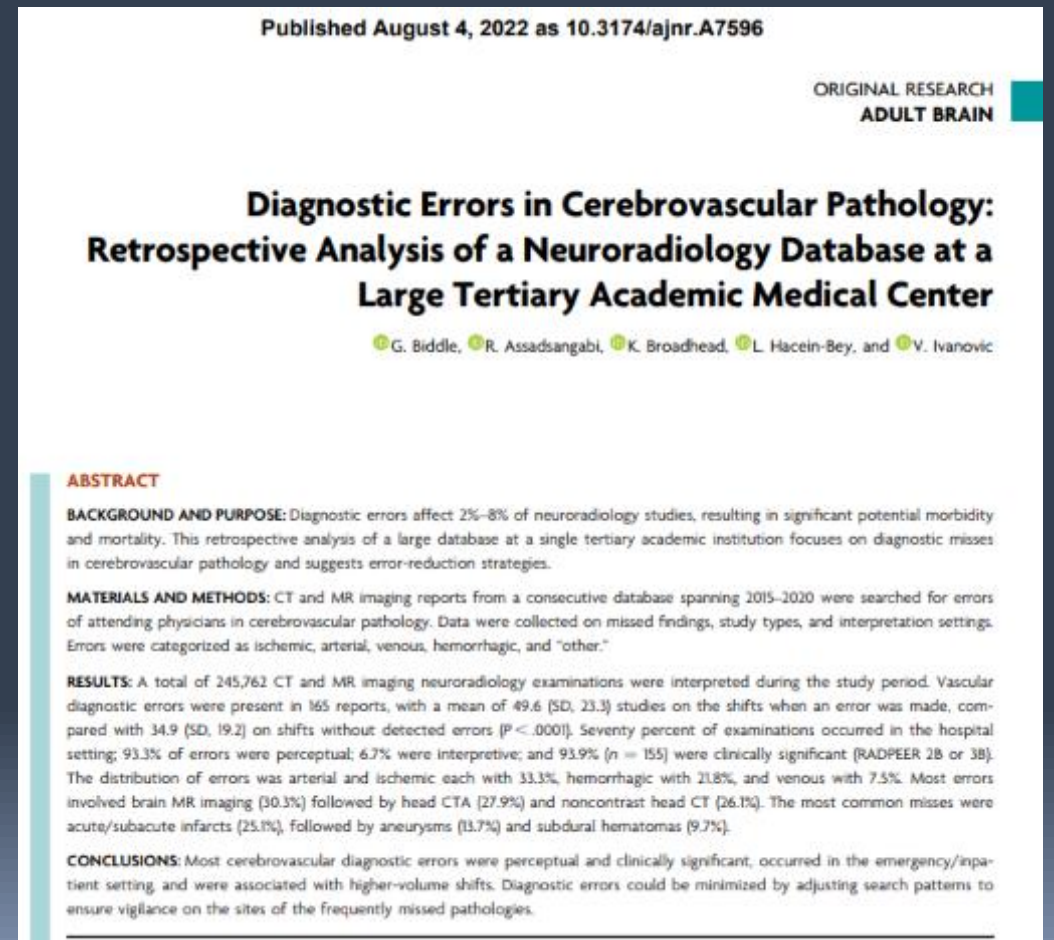 Published August 4, 2022 as 10.3174/ajnr.A7596
ORIGINAL RESEARCH
ADULT BRAIN
Diagnostic Errors in Cerebrovascular Pathology:
Retrospective Analysis of a Neuroradiology Database at a
Large Tertiary Academic Medical Center
G. Biddle, R. Assadsangabi, K. Broadhead, L. Hacein-Bey, and V. Ivanovic
ABSTRACT
BACKGROUND AND PURPOSE: Diagnostic errors affect 2%–8% of neuroradiology studies, resulting in significant potential morbidity
and mortality. This retrospective analysis of a large database at a single tertiary academic institution focuses on diagnostic misses
in cerebrovascular pathology and suggests error-reduction strategies.
MATERIALS AND METHODS: CT and MR imaging reports from a consecutive database spanning 2015–2020 were searched for errors
of attending physicians in cerebrovascular pathology. Data were collected on missed findings, study types, and interpretation settings.
Errors were categorized as ischemic, arterial, venous, hemorrhagic, and "other."
RESULTS: A total of 245,762 CT and MR imaging neuroradiology examinations were interpreted during the study period. Vascular
diagnostic errors were present in 165 reports, with a mean of 49.6 (SD, 23.3) studies on the shifts when an error was made, com-
pared with 34.9 (SD, 19.2) on shifts without detected errors (P < .0001). Seventy percent of examinations occurred in the hospital
setting; 93.3% of errors were perceptual; 6.7% were interpretive; and 93.9% (n = 155) were clinically significant (RADPEER 2B or 3B).
The distribution of errors was arterial and ischemic each with 33.3%, hemorrhagic with 21.8%, and venous with 7.5%. Most errors
involved brain MR imaging (30.3%) followed by head CTA (27.9%) and noncontrast head CT (26.1%). The most common misses were
acute/subacute infarcts (25.1%), followed by aneurysms (13.7%) and subdural hematomas (9.7%).
CONCLUSIONS: Most cerebrovascular diagnostic errors were perceptual and clinically significant, occurred in the emergency/inpa-
tient setting, and were associated with higher-volume shifts. Diagnostic errors could be minimized by adjusting search patterns to
ensure vigilance on the sites of the frequently missed pathologies.